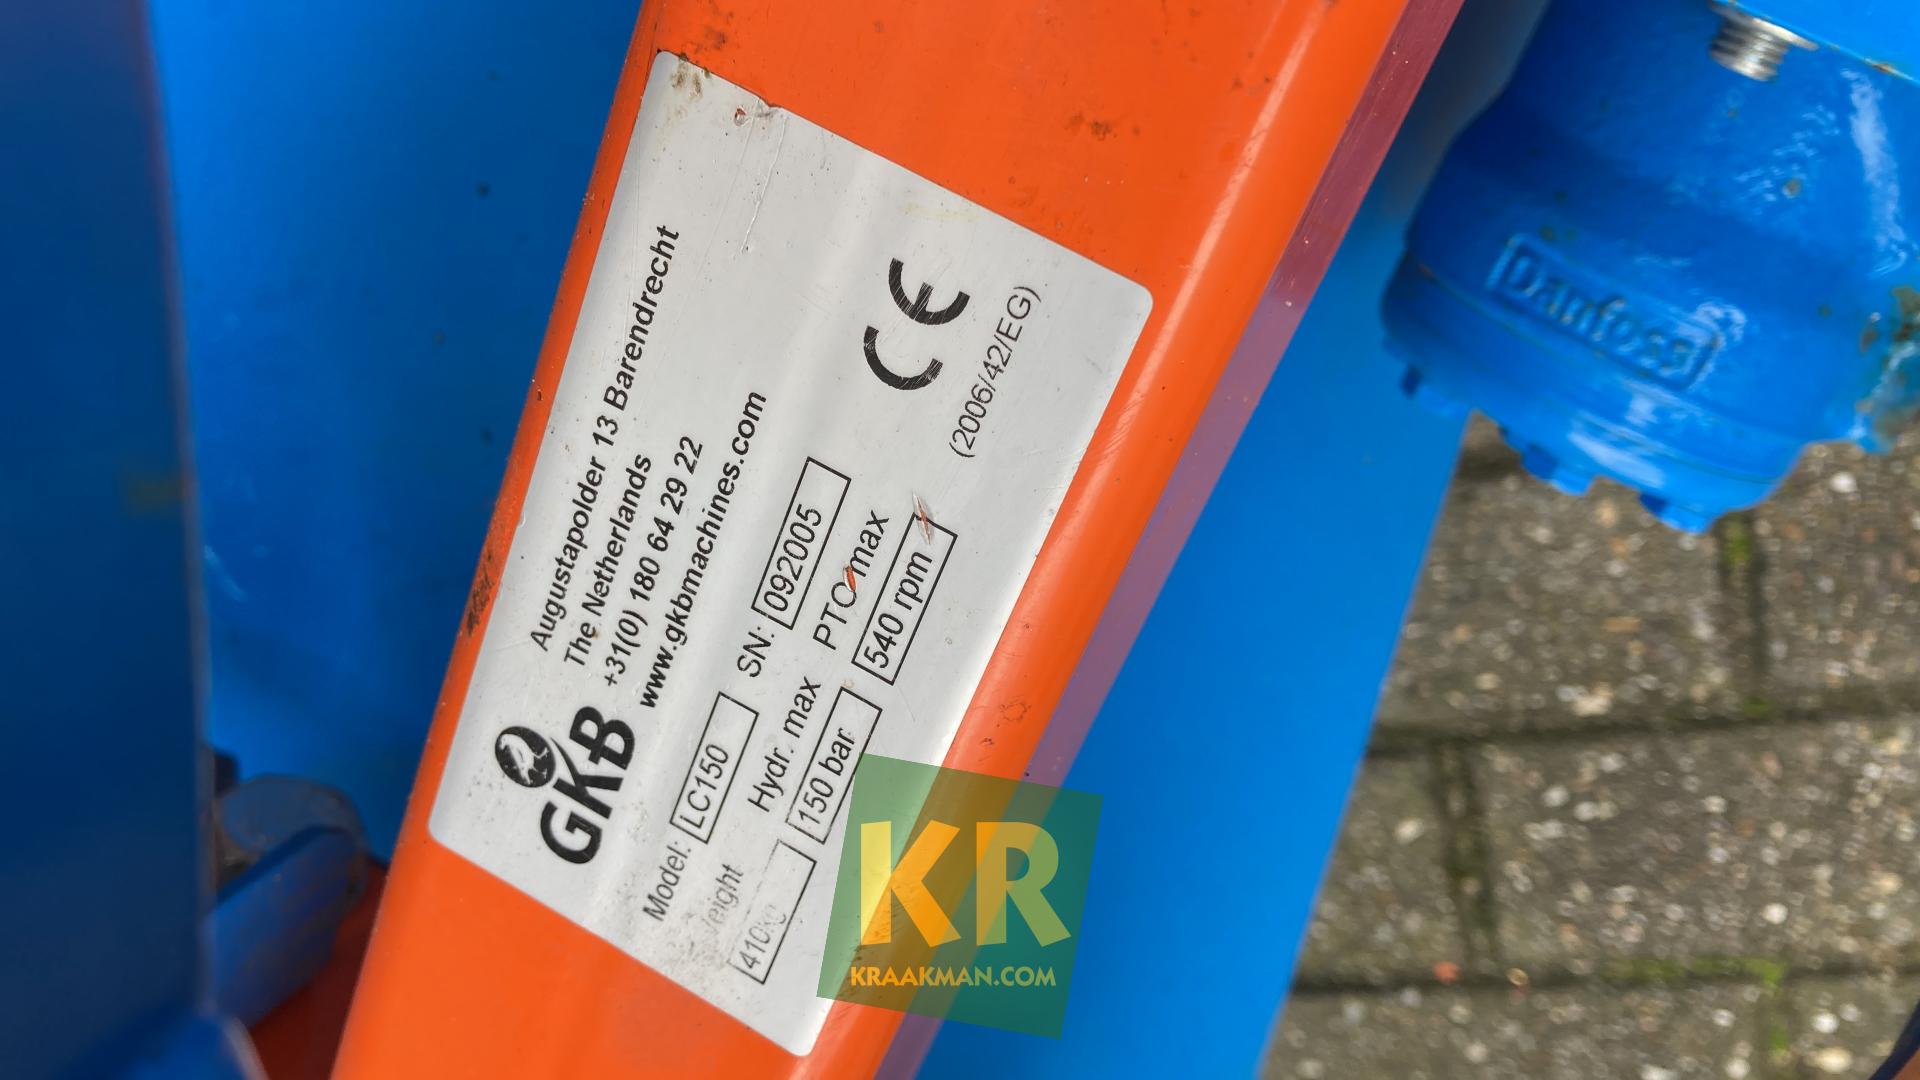 GKB
Augustapolder 13 Barendrecht
The Netherlands
+31(0) 180 64 29 22
www.gkbmachines.com
Model: LC150 SN: 092005
Hydr. max PTO max
410 150 bar 540 rpm
CE
(2006/42/EG)
Danfoss
KR
KRAAKMAN.COM